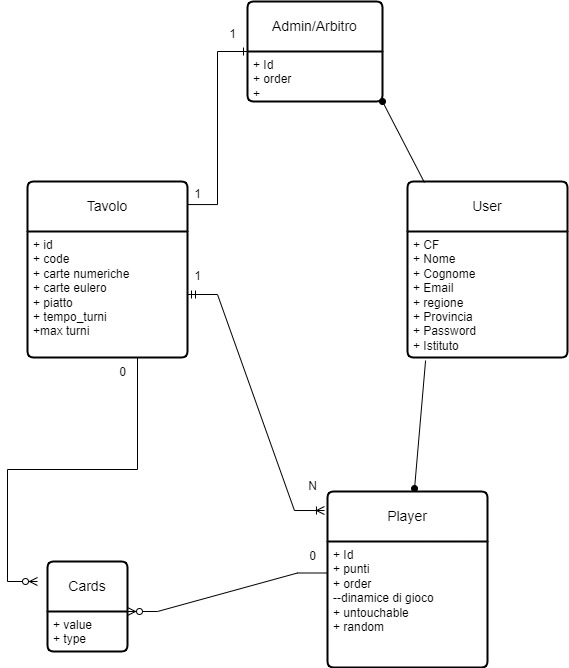 Admin/Arbitro
1
+ Id
+ order
+
Tavolo
1
User
+ id
+ code
+ carte numeriche
+ carte eulero
+ piatto
+ tempo_turni
+max turni
1
+ CF
+ Nome
+ Cognome
+ Email
+ regione
+ Provincia
+ Password
+ Istituto
0
N
Player
0
+ Id
+ punti
+ order
--dinamice di gioco
+ untouchable
+ random
Cards
+ value
+ type